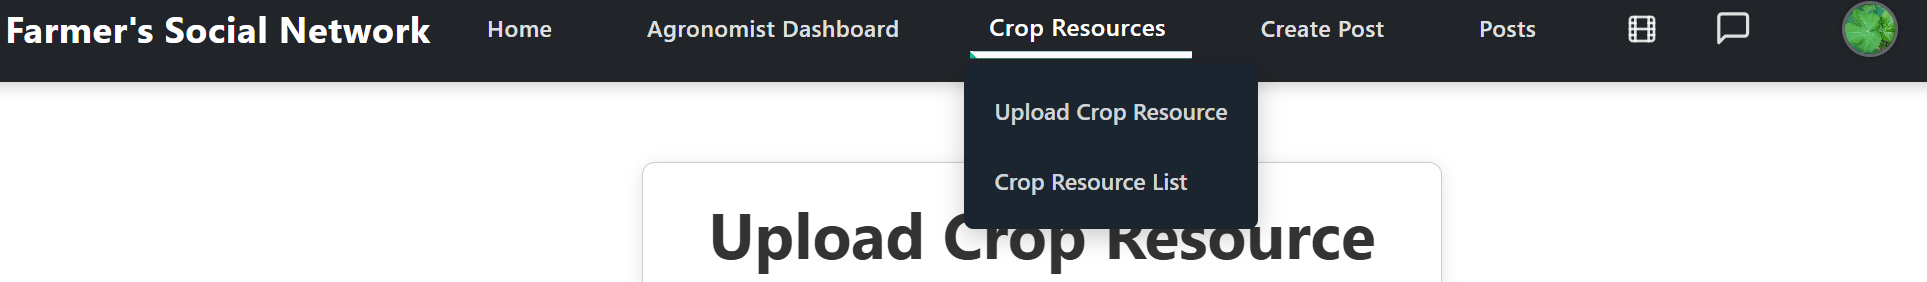 Farmer's Social Network Home Agronomist Dashboard Crop Resources Create Post Posts
Upload Crop Resource
Crop Resource List
Upload Crop Resource